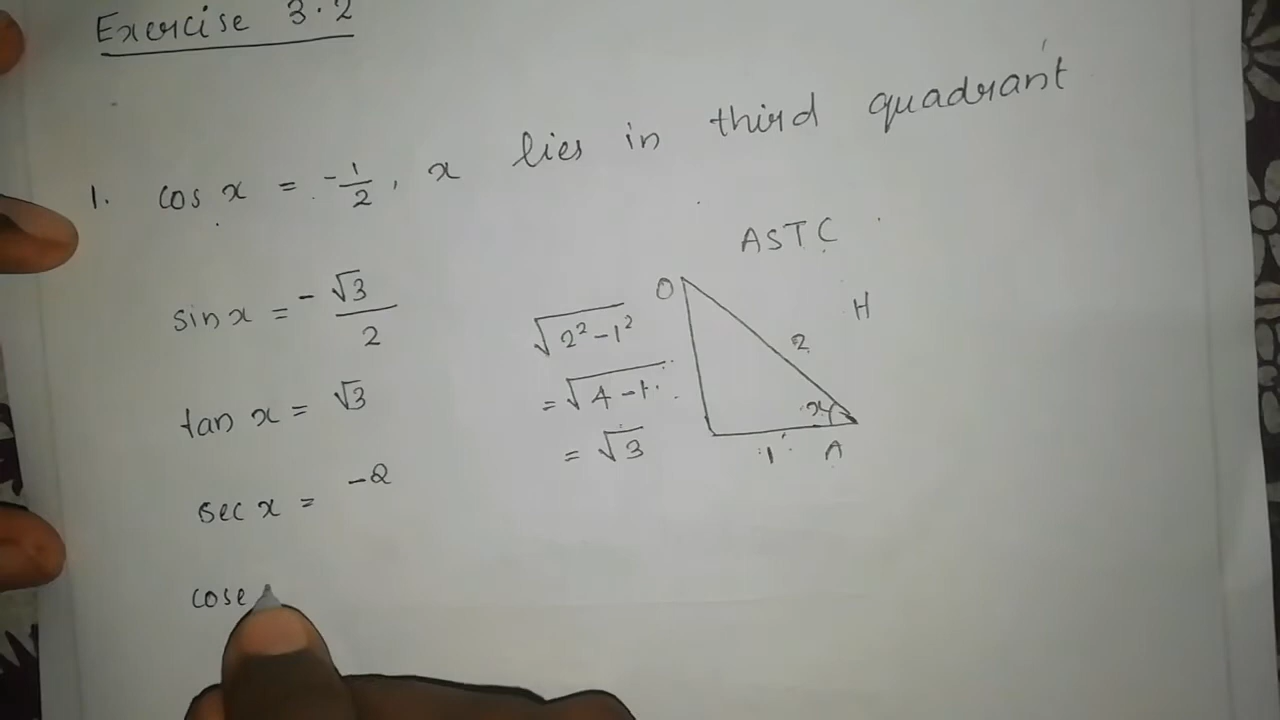 Exercise 3.2
1. cos x = -1/2, x lies in third quadrant
ASTC
sin x = -√3/2
tan x = √3
sec x = -2
cose
√2²-1²
= √4-1
= √3
O
H
2
x
1
A